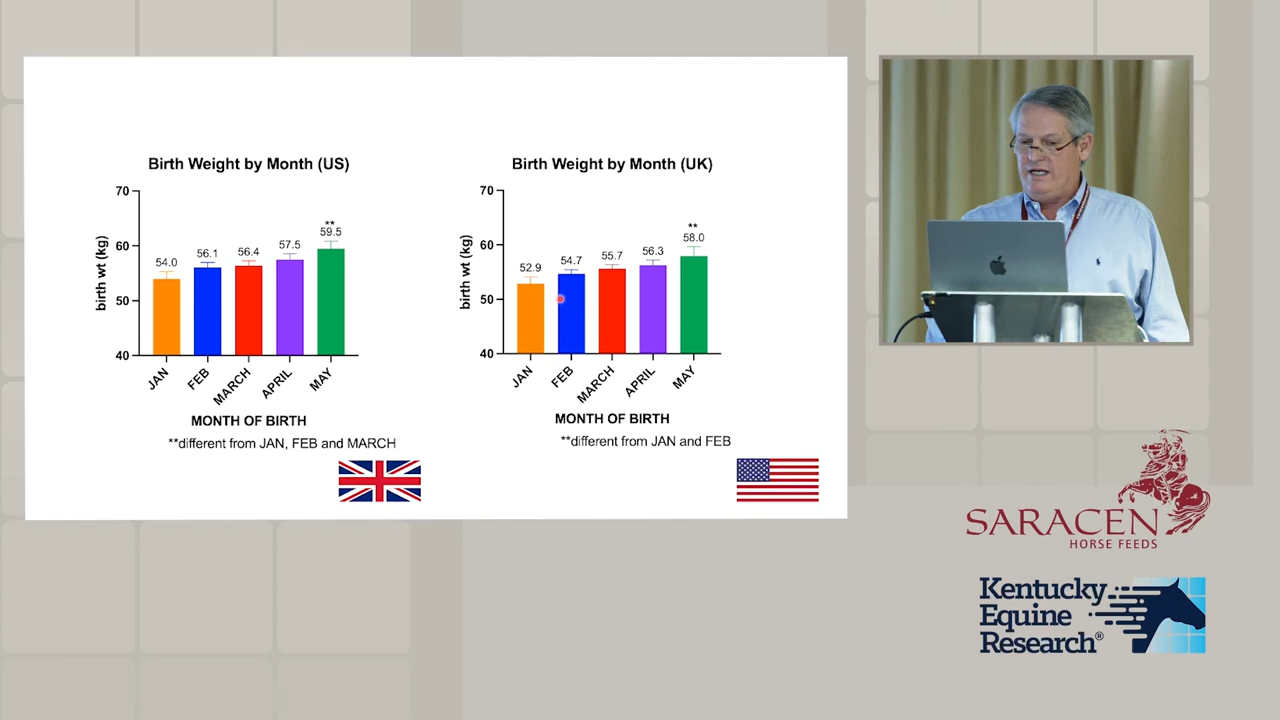 Birth Weight by Month (US)
70
60
50
40
birth wt (kg)
54.0
56.1
56.4
57.5
**
59.5
JAN
FEB
MARCH
APRIL
MAY
MONTH OF BIRTH
**different from JAN, FEB and MARCH
Birth Weight by Month (UK)
70
60
50
40
birth wt (kg)
52.9
54.7
55.7
56.3
**
58.0
JAN
FEB
MARCH
APRIL
MAY
MONTH OF BIRTH
**different from JAN and FEB
SARACEN
HORSE FEEDS
Kentucky
Equine
Research®